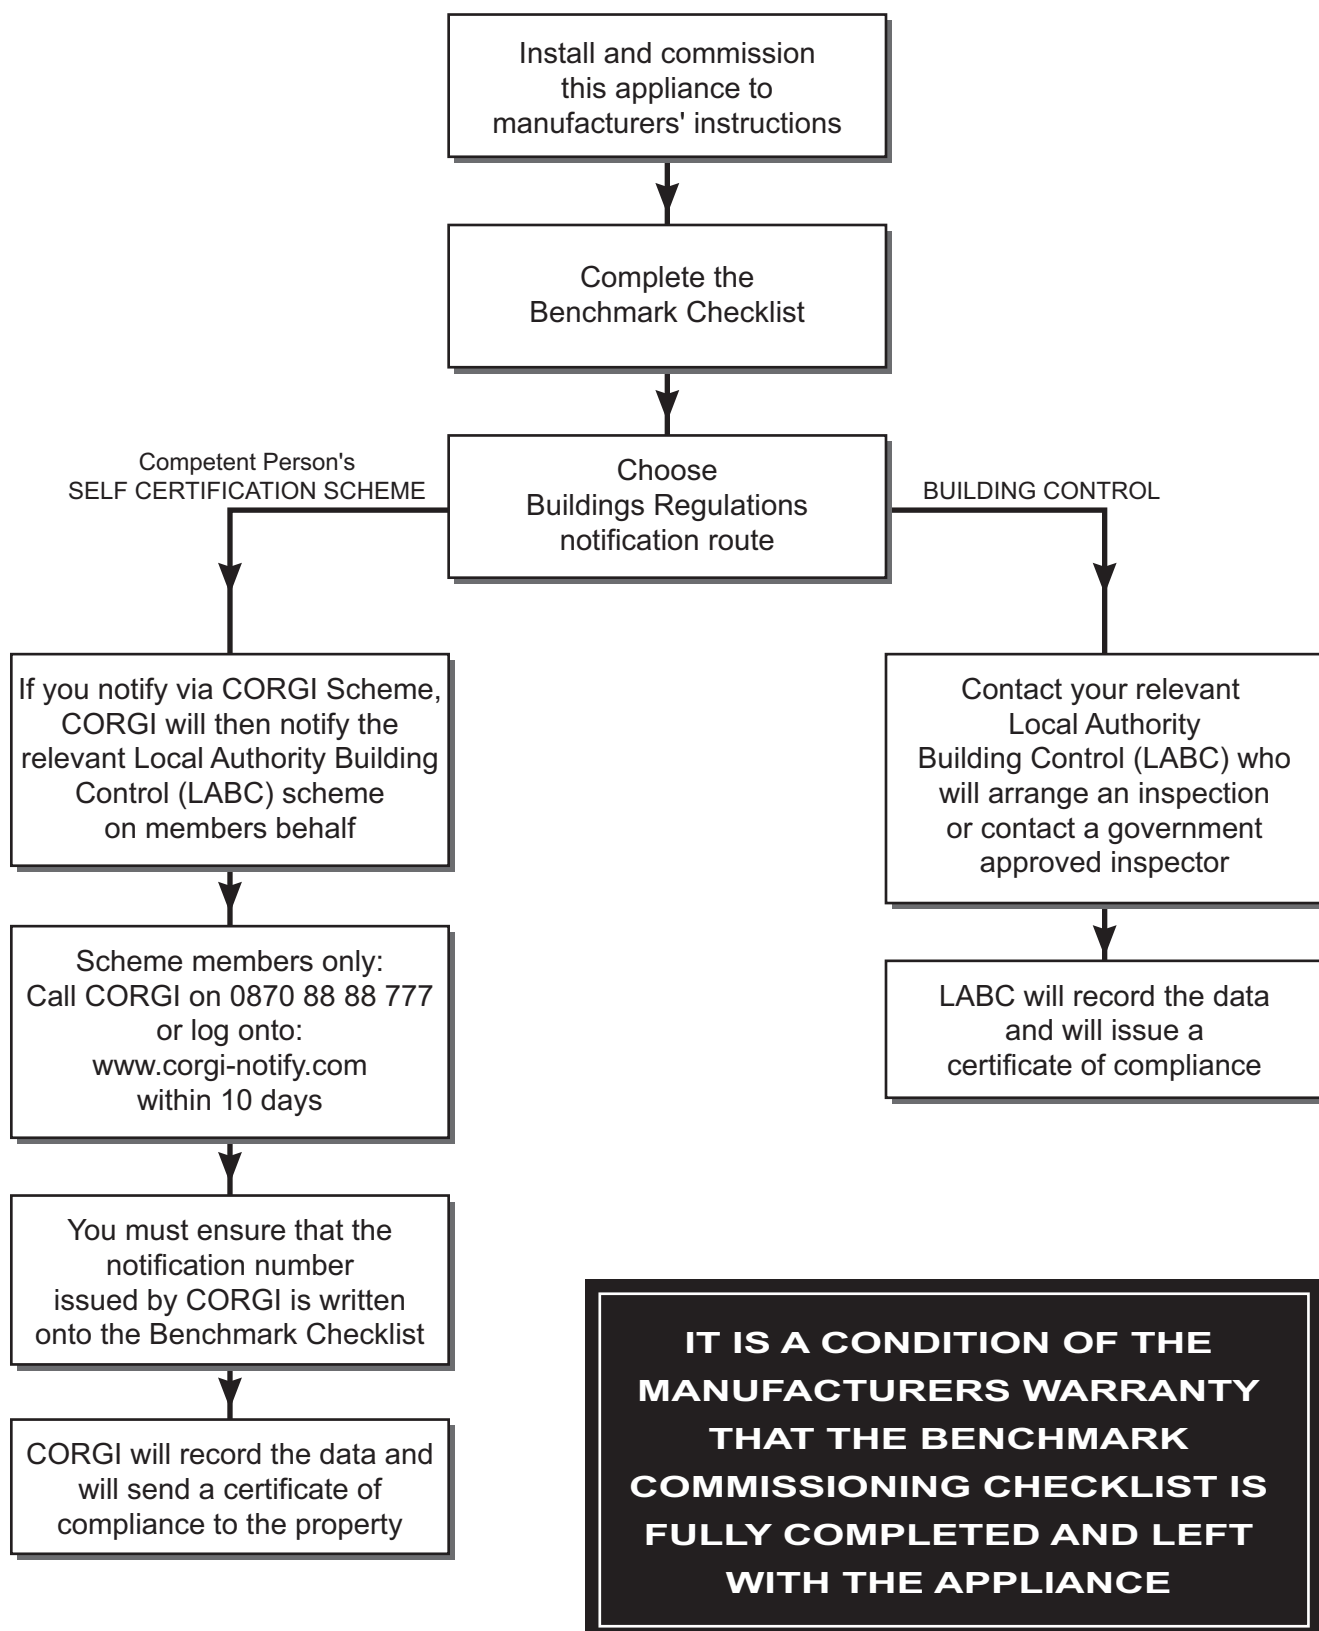 Install and commission
this appliance to
manufacturers' instructions
Complete the
Benchmark Checklist
Choose
Buildings Regulations
notification route
Competent Person's
SELF CERTIFICATION SCHEME
BUILDING CONTROL
If you notify via CORGI Scheme,
CORGI will then notify the
relevant Local Authority Building
Control (LABC) scheme
on members behalf
Scheme members only:
Call CORGI on 0870 88 88 777
or log onto:
www.corgi-notify.com
within 10 days
You must ensure that the
notification number
issued by CORGI is written
onto the Benchmark Checklist
CORGI will record the data and
will send a certificate of
compliance to the property
Contact your relevant
Local Authority
Building Control (LABC) who
will arrange an inspection
or contact a government
approved inspector
LABC will record the data
and will issue a
certificate of compliance
IT IS A CONDITION OF THE
MANUFACTURERS WARRANTY
THAT THE BENCHMARK
COMMISSIONING CHECKLIST IS
FULLY COMPLETED AND LEFT
WITH THE APPLIANCE